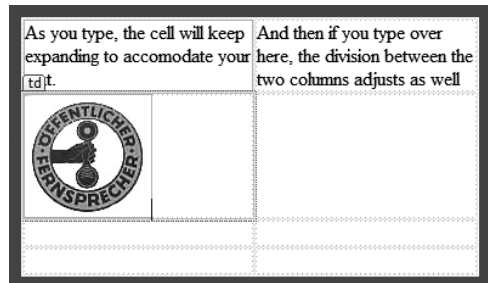 As you type, the cell will keep
expanding to accomodate your
td t.
And then if you type over
here, the division between the
two columns adjusts as well
ÖFFENTLICHER
FERNSPRECHER